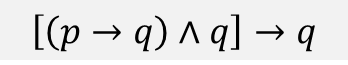 [(𝑝 → 𝑞) ∧ 𝑞] → 𝑞